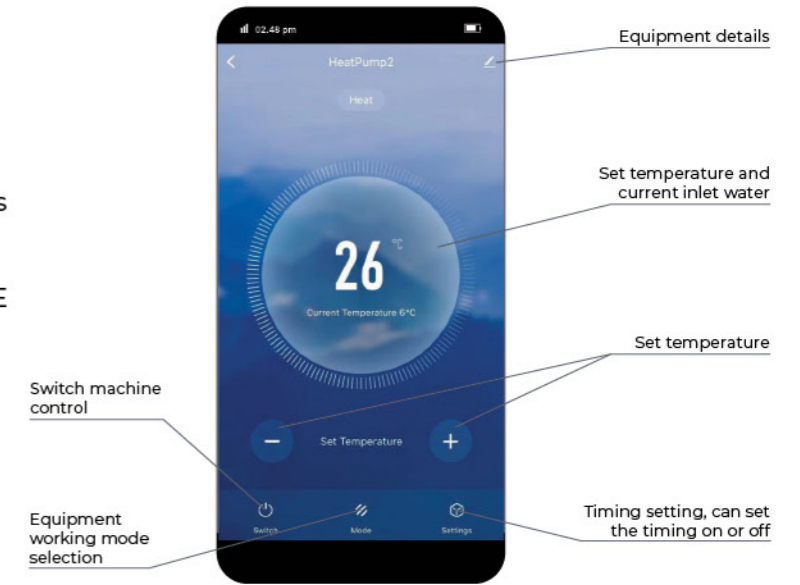 02.48 pm
HeatPump2
Heat
26 °C
Current Temperature 6°C
Set Temperature
Switch
Mode
Settings
Equipment details
Set temperature and
current inlet water
Set temperature
Timing setting, can set
the timing on or off
s
E
Switch machine
control
Equipment
working mode
selection